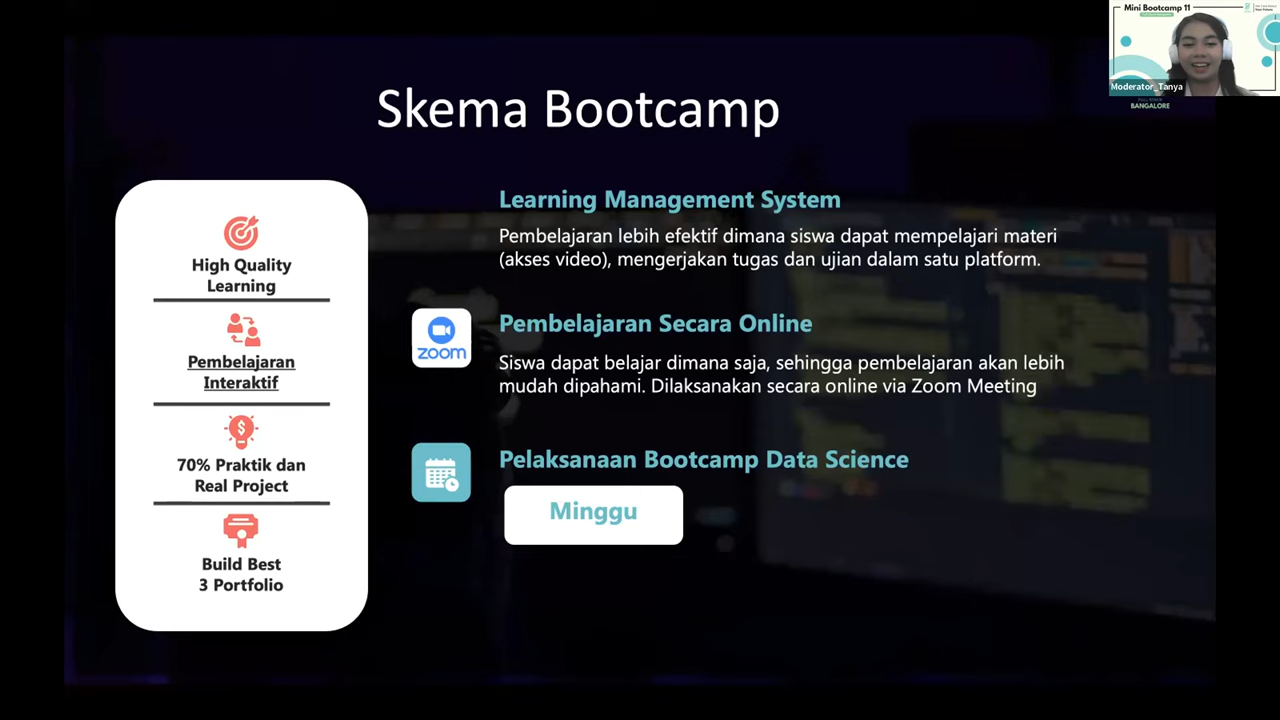 Mini Bootcamp 11
Moderator_Tanya
BANGALORE
Skema Bootcamp
High Quality
Learning
Pembelajaran
Interaktif
70% Praktik dan
Real Project
Build Best
3 Portfolio
Learning Management System
Pembelajaran lebih efektif dimana siswa dapat mempelajari materi
(akses video), mengerjakan tugas dan ujian dalam satu platform.
zoom
Pembelajaran Secara Online
Siswa dapat belajar dimana saja, sehingga pembelajaran akan lebih
mudah dipahami. Dilaksanakan secara online via Zoom Meeting
Pelaksanaan Bootcamp Data Science
Minggu